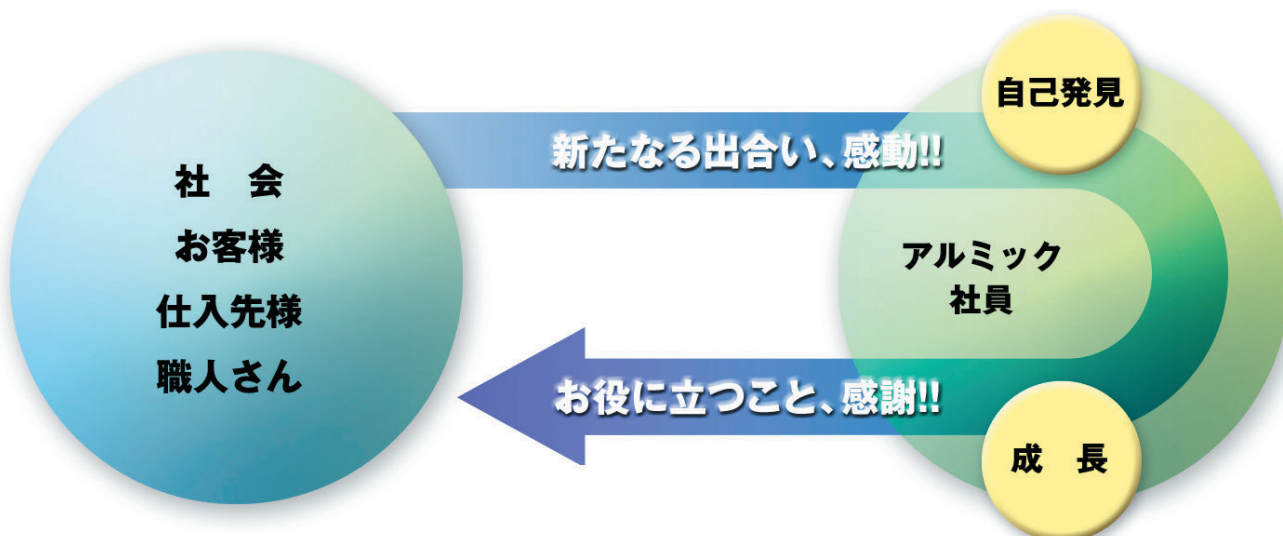 社　会
お客様
仕入先様
職人さん
新たなる出合い、感動!!
自己発見
アルミック
社員
お役に立つこと、感謝!!
成　長